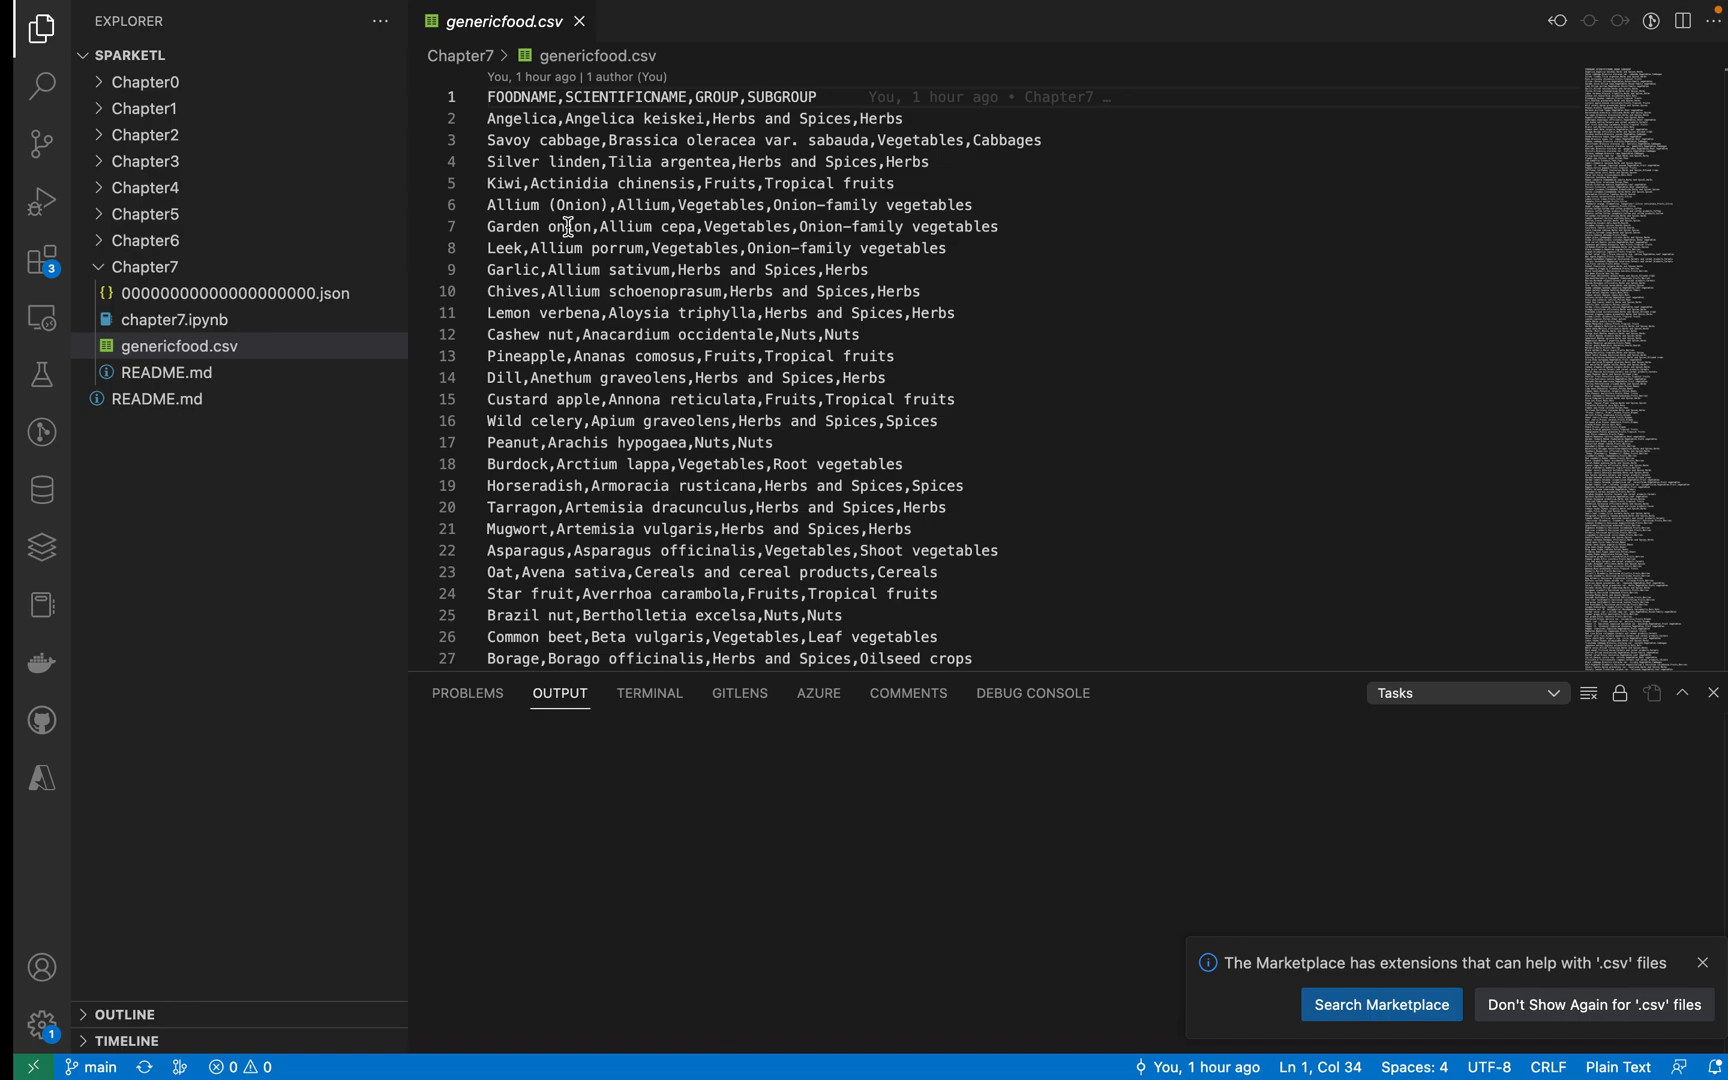 EXPLORER
SPARKETL
Chapter0
Chapter1
Chapter2
Chapter3
Chapter4
Chapter5
Chapter6
Chapter7
00000000000000000000.json
chapter7.ipynb
genericfood.csv
README.md
README.md
OUTLINE
TIMELINE
3
1
genericfood.csv
Chapter7 > genericfood.csv
You, 1 hour ago | 1 author (You)
1 FOODNAME,SCIENTIFICNAME,GROUP,SUBGROUP You, 1 hour ago • Chapter7 …
2 Angelica,Angelica keiskei,Herbs and Spices,Herbs
3 Savoy cabbage,Brassica oleracea var. sabauda,Vegetables,Cabbages
4 Silver linden,Tilia argentea,Herbs and Spices,Herbs
5 Kiwi,Actinidia chinensis,Fruits,Tropical fruits
6 Allium (Onion),Allium,Vegetables,Onion-family vegetables
7 Garden onion,Allium cepa,Vegetables,Onion-family vegetables
8 Leek,Allium porrum,Vegetables,Onion-family vegetables
9 Garlic,Allium sativum,Herbs and Spices,Herbs
10 Chives,Allium schoenoprasum,Herbs and Spices,Herbs
11 Lemon verbena,Aloysia triphylla,Herbs and Spices,Herbs
12 Cashew nut,Anacardium occidentale,Nuts,Nuts
13 Pineapple,Ananas comosus,Fruits,Tropical fruits
14 Dill,Anethum graveolens,Herbs and Spices,Herbs
15 Custard apple,Annona reticulata,Fruits,Tropical fruits
16 Wild celery,Apium graveolens,Herbs and Spices,Spices
17 Peanut,Arachis hypogaea,Nuts,Nuts
18 Burdock,Arctium lappa,Vegetables,Root vegetables
19 Horseradish,Armoracia rusticana,Herbs and Spices,Spices
20 Tarragon,Artemisia dracunculus,Herbs and Spices,Herbs
21 Mugwort,Artemisia vulgaris,Herbs and Spices,Herbs
22 Asparagus,Asparagus officinalis,Vegetables,Shoot vegetables
23 Oat,Avena sativa,Cereals and cereal products,Cereals
24 Star fruit,Averrhoa carambola,Fruits,Tropical fruits
25 Brazil nut,Bertholletia excelsa,Nuts,Nuts
26 Common beet,Beta vulgaris,Vegetables,Leaf vegetables
27 Borage,Borago officinalis,Herbs and Spices,Oilseed crops
PROBLEMS OUTPUT TERMINAL GITLENS AZURE COMMENTS DEBUG CONSOLE Tasks
The Marketplace has extensions that can help with '.csv' files
Search Marketplace Don't Show Again for '.csv' files
main 0 0 You, 1 hour ago Ln 1, Col 34 Spaces: 4 UTF-8 CRLF Plain Text